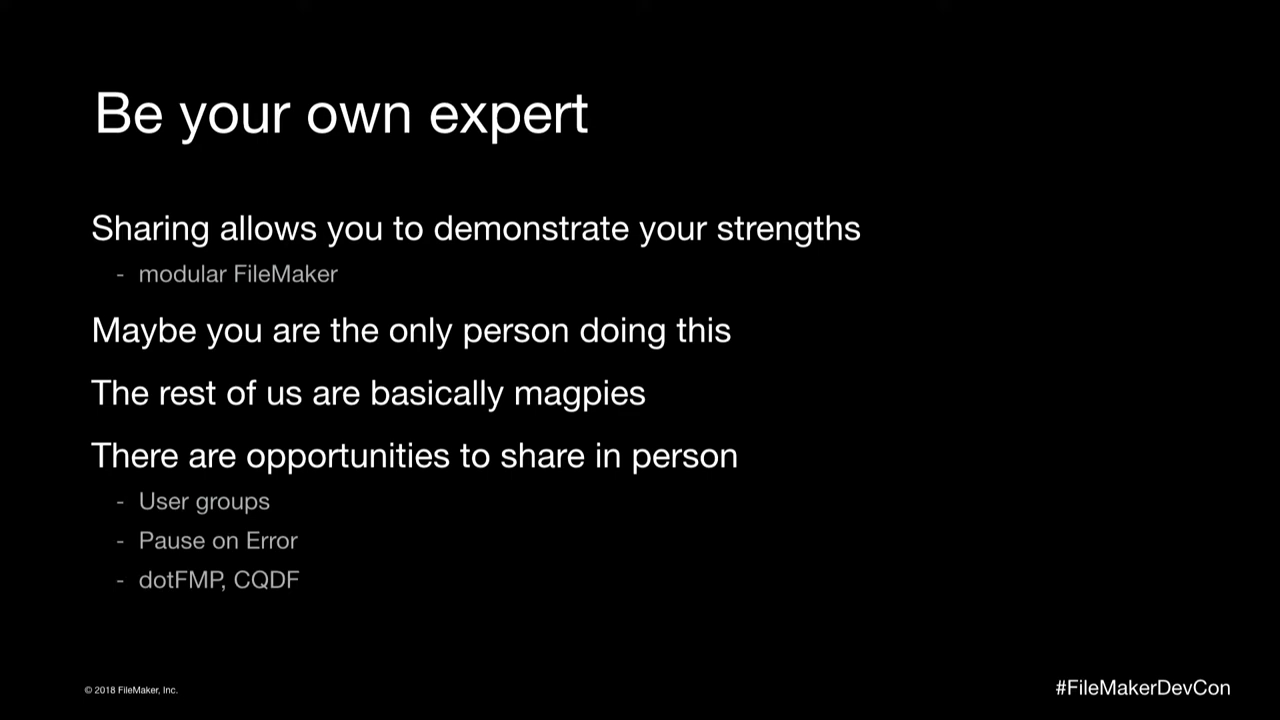 Be your own expert
Sharing allows you to demonstrate your strengths
- modular FileMaker
Maybe you are the only person doing this
The rest of us are basically magpies
There are opportunities to share in person
- User groups
- Pause on Error
- dotFMP, CQDF
© 2018 FileMaker, Inc.
#FileMakerDevCon